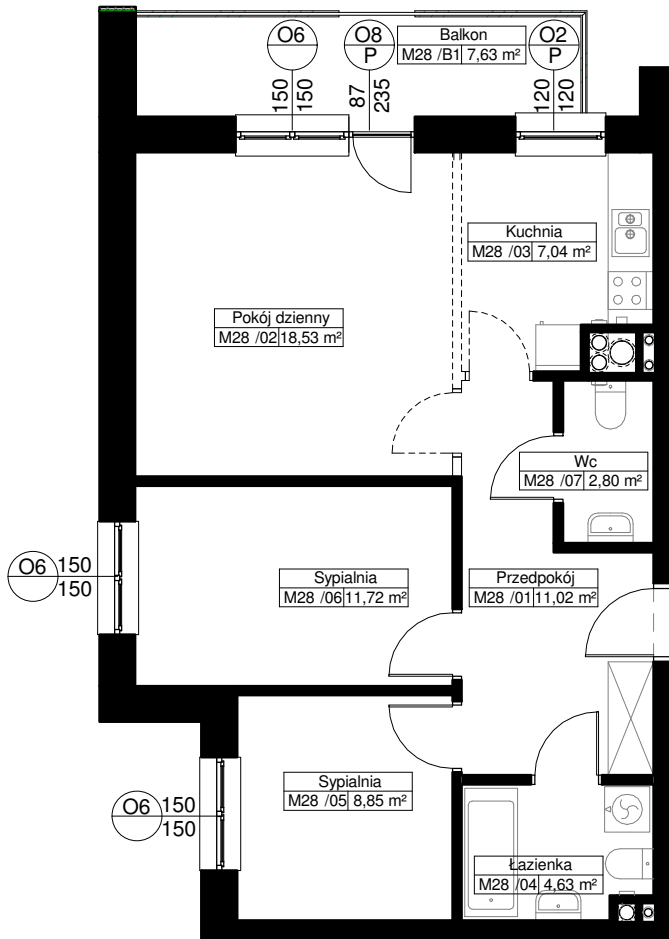 O6
150
150
O8
P
87
235
Balkon
M28 /B1 7,63 m²
O2
P
120
120
Kuchnia
M28 /03 7,04 m²
Pokój dzienny
M28 /02 18,53 m²
Wc
M28 /07 2,80 m²
O6 150
150
Sypialnia
M28 /06 11,72 m²
Przedpokój
M28 /01 11,02 m²
O6 150
150
Sypialnia
M28 /05 8,85 m²
Łazienka
M28 /04 4,63 m²